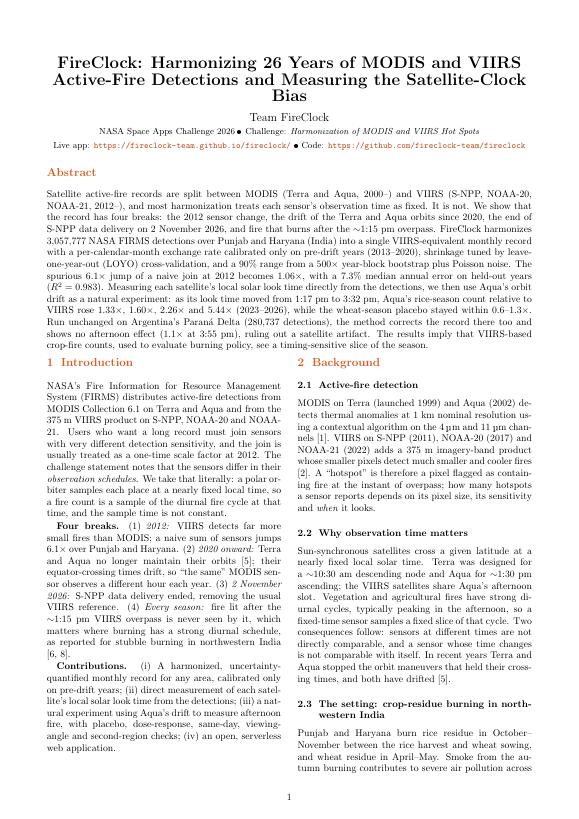 FireClock: Harmonizing 26 Years of MODIS and VIIRS
Active-Fire Detections and Measuring the Satellite-Clock
Bias
Team FireClock
NASA Space Apps Challenge 2026 ● Challenge: Harmonization of MODIS and VIIRS Hot Spots
Live app: https://fireclock-team.github.io/fireclock/ ● Code: https://github.com/fireclock-team/fireclock
Abstract
Satellite active-fire records are split between MODIS (Terra and Aqua, 2000–) and VIIRS (S-NPP, NOAA-20,
NOAA-21, 2012–), and most harmonization treats each sensor's observation time as fixed. It is not. We show that
the record has four breaks: the 2012 sensor change, the drift of the Terra and Aqua orbits since 2020, the end of
S-NPP data delivery on 2 November 2026, and fire that burns after the ∼1:15 pm overpass. FireClock harmonizes
3,057,777 NASA FIRMS detections over Punjab and Haryana (India) into a single VIIRS-equivalent monthly record
with a per-calendar-month exchange rate calibrated only on pre-drift years (2013–2020), shrinkage tuned by leave-
one-year-out (LOYO) cross-validation, and a 90% range from a 500× year-block bootstrap plus Poisson noise. The
spurious 6.1× jump of a naive join at 2012 becomes 1.06×, with a 7.3% median annual error on held-out years
(R² = 0.983). Measuring each satellite's local solar look time directly from the detections, we then use Aqua's orbit
drift as a natural experiment: as its look time moved from 1:17 pm to 3:32 pm, Aqua's rice-season count relative to
VIIRS rose 1.33×, 1.60×, 2.26× and 5.44× (2023–2026), while the wheat-season placebo stayed within 0.6–1.3×.
Run unchanged on Argentina's Paraná Delta (280,737 detections), the method corrects the record there too and
shows no afternoon effect (1.1× at 3:55 pm), ruling out a satellite artifact. The results imply that VIIRS-based
crop-fire counts, used to evaluate burning policy, see a timing-sensitive slice of the season.
1 Introduction
NASA's Fire Information for Resource Management
System (FIRMS) distributes active-fire detections from
MODIS Collection 6.1 on Terra and Aqua and from the
375 m VIIRS product on S-NPP, NOAA-20 and NOAA-
21. Users who want a long record must join sensors
with very different detection sensitivity, and the join is
usually treated as a one-time scale factor at 2012. The
challenge statement notes that the sensors differ in their
observation schedules. We take that literally: a polar or-
biter samples each place at a nearly fixed local time, so
a fire count is a sample of the diurnal fire cycle at that
time, and the sample time is not constant.
Four breaks. (1) 2012: VIIRS detects far more
small fires than MODIS; a naive sum of sensors jumps
6.1× over Punjab and Haryana. (2) 2020 onward: Terra
and Aqua no longer maintain their orbits [5]; their
equator-crossing times drift, so "the same" MODIS sen-
sor observes a different hour each year. (3) 2 November
2026: S-NPP data delivery ended, removing the usual
VIIRS reference. (4) Every season: fire lit after the
∼1:15 pm VIIRS overpass is never seen by it, which
matters where burning has a strong diurnal schedule,
as reported for stubble burning in northwestern India
[6, 8].
Contributions. (i) A harmonized, uncertainty-
quantified monthly record for any area, calibrated only
on pre-drift years; (ii) direct measurement of each satel-
lite's local solar look time from the detections; (iii) a nat-
ural experiment using Aqua's drift to measure afternoon
fire, with placebo, dose-response, same-day, viewing-
angle and second-region checks; (iv) an open, serverless
web application.
2 Background
2.1 Active-fire detection
MODIS on Terra (launched 1999) and Aqua (2002) de-
tects thermal anomalies at 1 km nominal resolution us-
ing a contextual algorithm on the 4 μm and 11 μm chan-
nels [1]. VIIRS on S-NPP (2011), NOAA-20 (2017) and
NOAA-21 (2022) adds a 375 m imagery-band product
whose smaller pixels detect much smaller and cooler fires
[2]. A "hotspot" is therefore a pixel flagged as contain-
ing fire at the instant of overpass; how many hotspots
a sensor reports depends on its pixel size, its sensitivity
and when it looks.
2.2 Why observation time matters
Sun-synchronous satellites cross a given latitude at a
nearly fixed local solar time. Terra was designed for
a ∼10:30 am descending node and Aqua for ∼1:30 pm
ascending; the VIIRS satellites share Aqua's afternoon
slot. Vegetation and agricultural fires have strong di-
urnal cycles, typically peaking in the afternoon, so a
fixed-time sensor samples a fixed slice of that cycle. Two
consequences follow: sensors at different times are not
directly comparable, and a sensor whose time changes
is not comparable with itself. In recent years Terra and
Aqua stopped the orbit maneuvers that held their cross-
ing times, and both have drifted [5].
2.3 The setting: crop-residue burning in north-
western India
Punjab and Haryana burn rice residue in October–
November between the rice harvest and wheat sowing,
and wheat residue in April–May. Smoke from the au-
tumn burning contributes to severe air pollution across
1